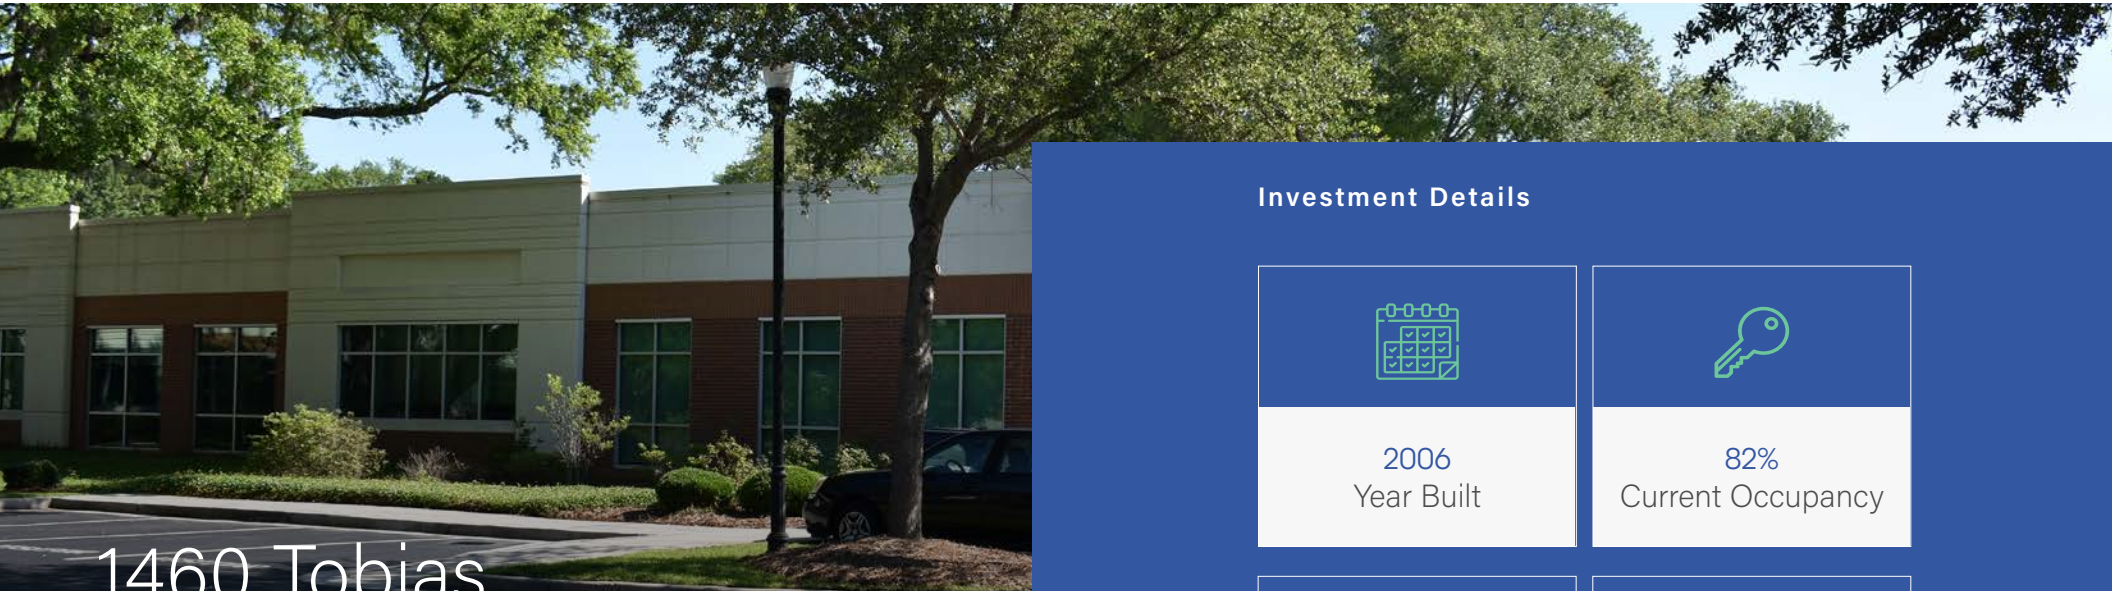 Investment Details
2006
Year Built
82%
Current Occupancy
1460 Tobias